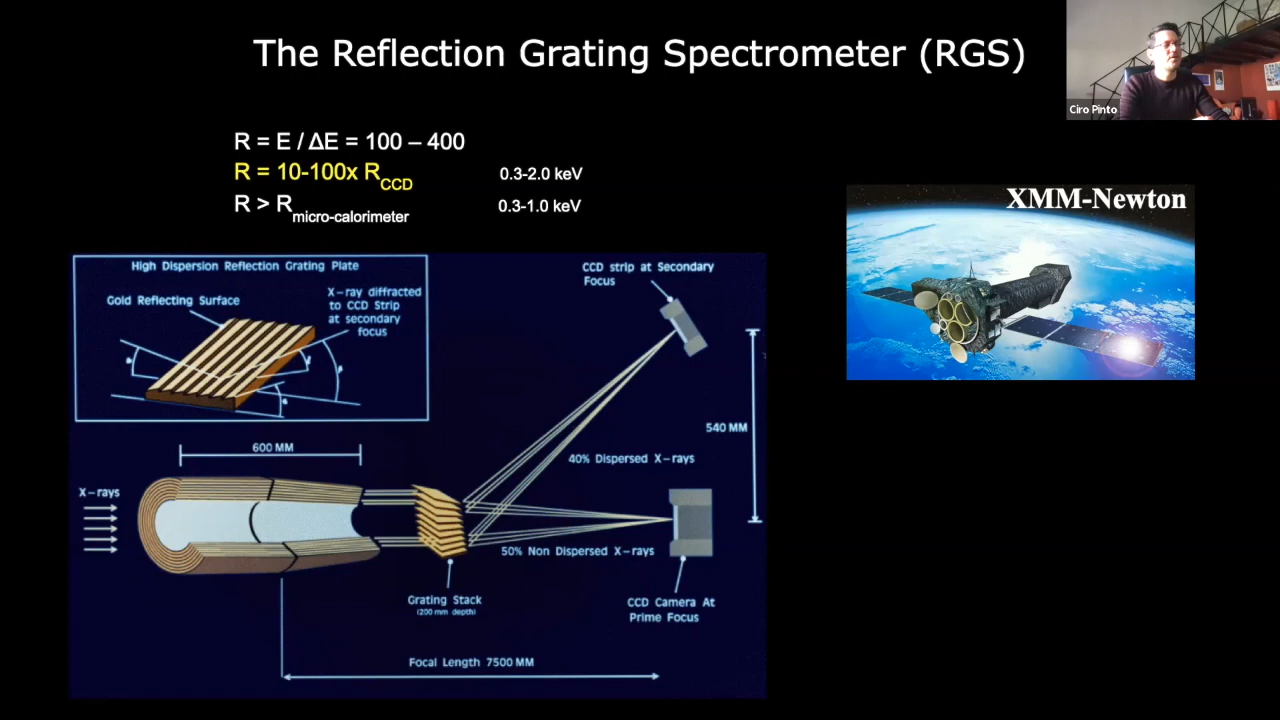 The Reflection Grating Spectrometer (RGS)
Ciro Pinto
R = E / ΔE = 100 – 400
R = 10-100x RCCD 0.3-2.0 keV
R > Rmicro-calorimeter 0.3-1.0 keV
XMM-Newton
High Dispersion Reflection Grating Plate
Gold Reflecting Surface
X-ray diffracted
to CCD Strip
at secondary
focus
CCD strip at Secondary
Focus
540 MM
600 MM
40% Dispersed X-rays
X-rays
50% Non Dispersed X-rays
Grating Stack
(200 mm depth)
CCD Camera At
Prime Focus
Focal Length 7500 MM